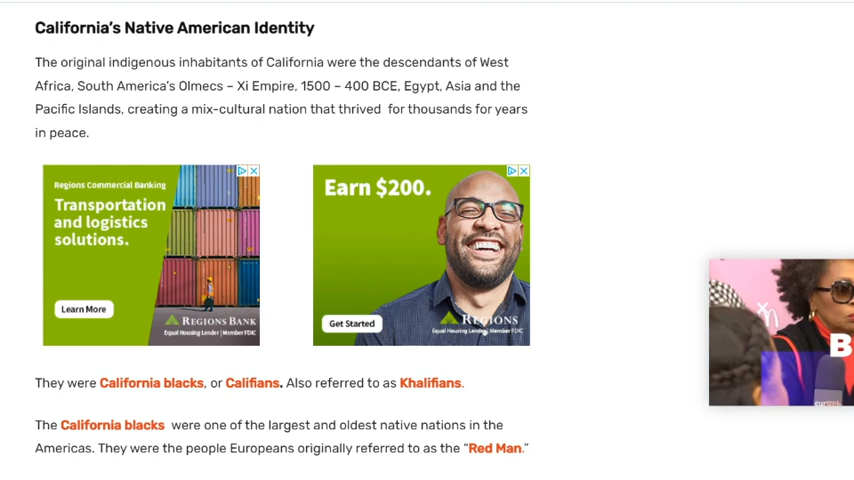 California's Native American Identity
The original indigenous inhabitants of California were the descendants of West
Africa, South America's Olmecs – Xi Empire, 1500 – 400 BCE, Egypt, Asia and the
Pacific Islands, creating a mix-cultural nation that thrived for thousands for years
in peace.
Regions Commercial Banking
Transportation
and logistics
solutions.
Learn More
REGIONS BANK
Equal Housing Lender | Member FDIC
Earn $200.
Get Started
REGIONS
Equal Housing Lender | Member FDIC
They were California blacks, or Califians. Also referred to as Khalifians.
The California blacks were one of the largest and oldest native nations in the
Americas. They were the people Europeans originally referred to as the “Red Man.”
B